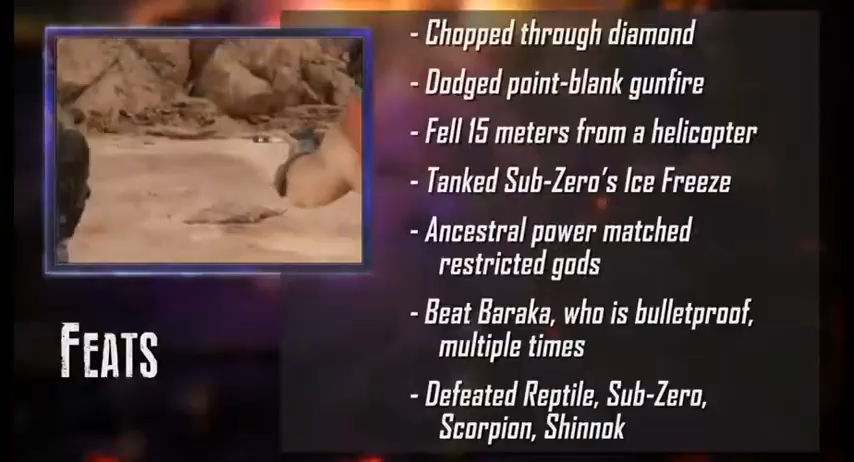 - Chopped through diamond
- Dodged point-blank gunfire
- Fell 15 meters from a helicopter
- Tanked Sub-Zero's Ice Freeze
- Ancestral power matched
restricted gods
- Beat Baraka, who is bulletproof,
multiple times
- Defeated Reptile, Sub-Zero,
Scorpion, Shinnok
FEATS